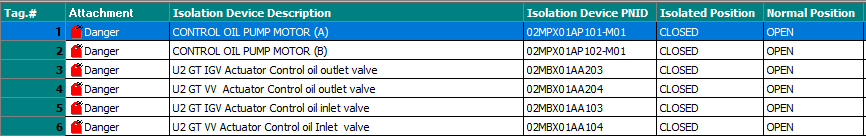 Tag.# Attachment Isolation Device Description Isolation Device PNID Isolated Position Normal Position
1 Danger CONTROL OIL PUMP MOTOR (A) 02MPX01AP101-M01 CLOSED OPEN
2 Danger CONTROL OIL PUMP MOTOR (B) 02MPX01AP102-M01 CLOSED OPEN
3 Danger U2 GT IGV Actuator Control oil outlet valve 02MBX01AA203 CLOSED OPEN
4 Danger U2 GT VV Actuator Control oil outlet valve 02MBX01AA204 CLOSED OPEN
5 Danger U2 GT IGV Actuator Control oil inlet valve 02MBX01AA103 CLOSED OPEN
6 Danger U2 GT VV Actuator Control oil Inlet valve 02MBX01AA104 CLOSED OPEN